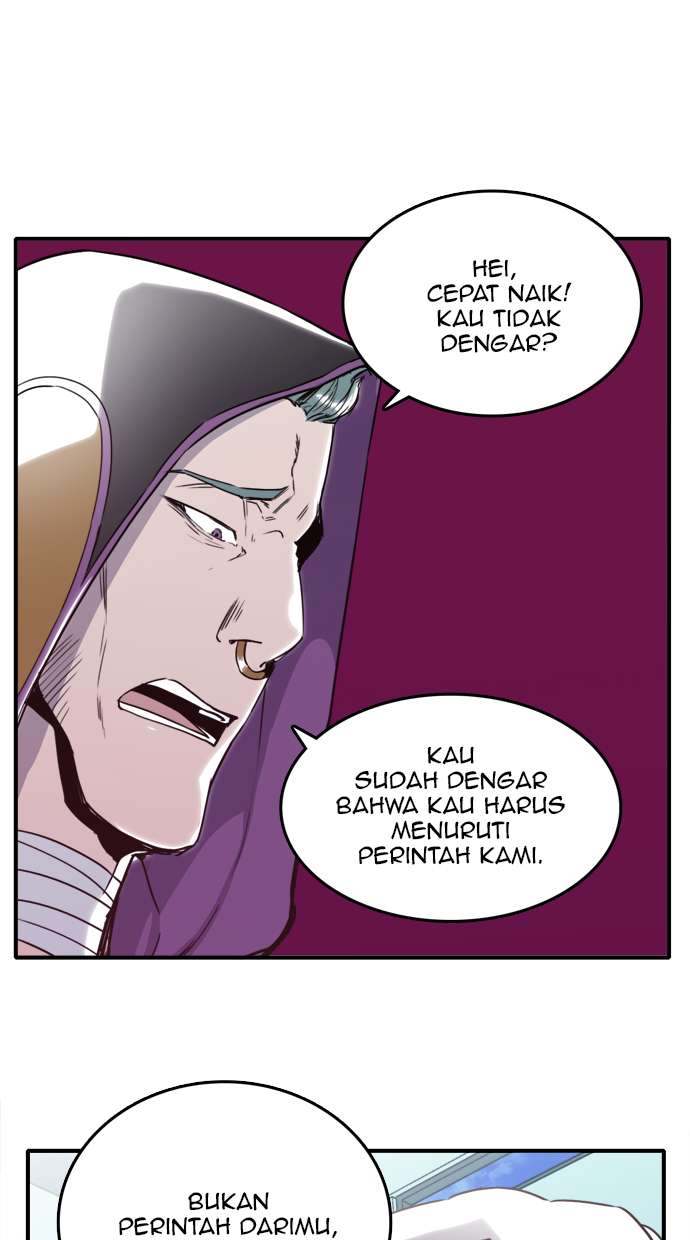 HEI,
CEPAT NAIK!
KAU TIDAK
DENGAR?
KAU
SUDAH DENGAR
BAHWA KAU HARUS
MENURUTI
PERINTAH KAMI.
BUKAN
PERINTAH DARIMU,